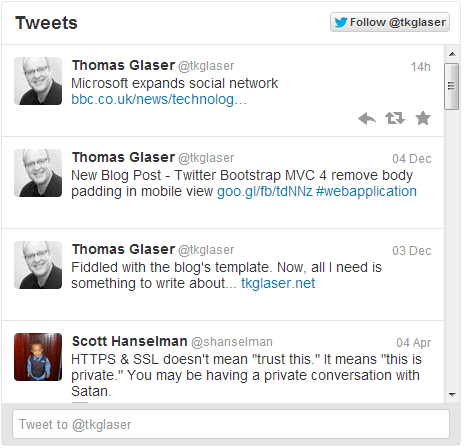 Tweets
Follow @tkglaser
Thomas Glaser @tkglaser 14h
Microsoft expands social network
bbc.co.uk/news/technolog…
Thomas Glaser @tkglaser 04 Dec
New Blog Post - Twitter Bootstrap MVC 4 remove body
padding in mobile view goo.gl/fb/tdNNz #webapplication
Thomas Glaser @tkglaser 03 Dec
Fiddled with the blog's template. Now, all I need is
something to write about... tkglaser.net
Scott Hanselman @shanselman 04 Apr
HTTPS & SSL doesn't mean "trust this." It means "this is
private." You may be having a private conversation with
Satan.
Tweet to @tkglaser